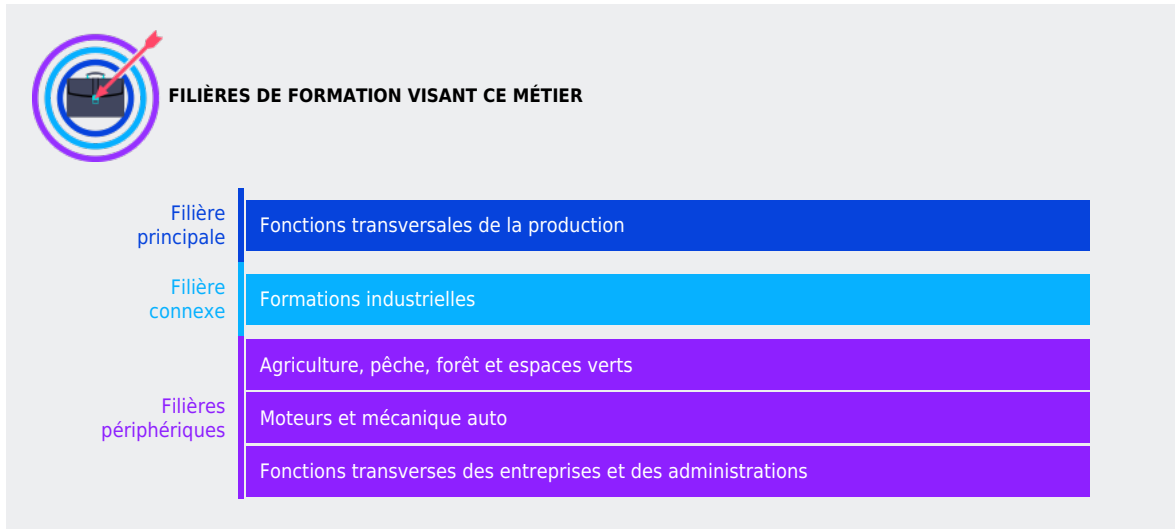 FILIÈRES DE FORMATION VISANT CE MÉTIER
Filière
principale
Fonctions transversales de la production
Filière
connexe
Formations industrielles
Filières
périphériques
Agriculture, pêche, forêt et espaces verts
Moteurs et mécanique auto
Fonctions transverses des entreprises et des administrations